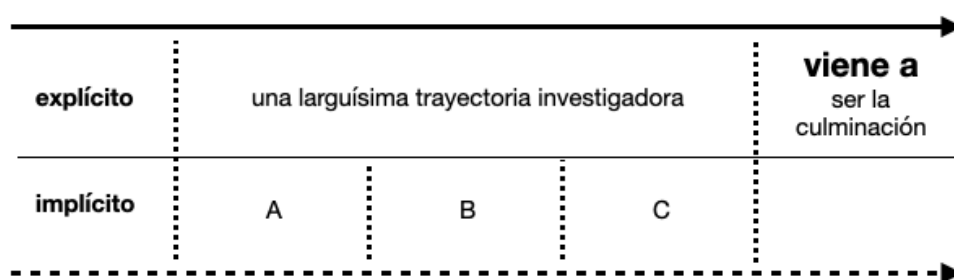 explícito
una larguísima trayectoria investigadora
viene a
ser la
culminación
implícito
A
B
C